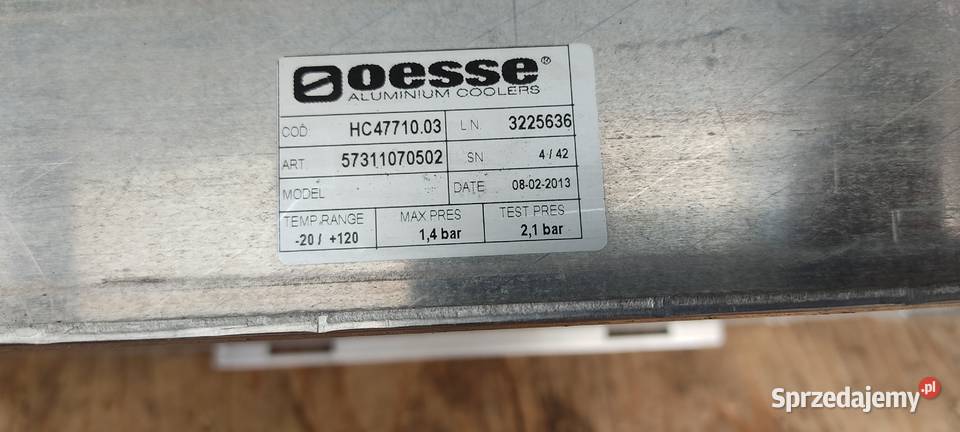 oesse®
ALUMINIUM COOLERS
COD. HC47710.03 L.N. 3225636
ART. 57311070502 SN 4 / 42
MODEL DATE 08-02-2013
TEMP.RANGE MAX PRES TEST PRES
-20 / +120 1,4 bar 2,1 bar
Sprzedajemy.pl